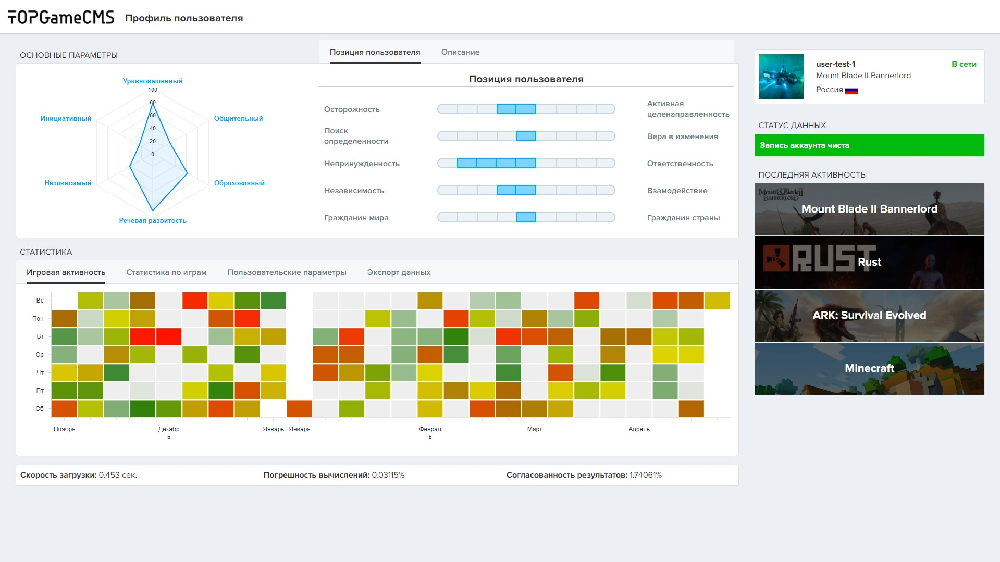 TOPGameCMS
Профиль пользователя
ОСНОВНЫЕ ПАРАМЕТРЫ
Уравновешенный
100
80
60
40
20
0
Инициативный
Общительный
Независимый
Образованный
Речевая развитость
Позиция пользователя
Описание
Позиция пользователя
Осторожность
Активная
целенаправленность
Поиск
определенности
Вера в изменения
Непринужденность
Ответственность
Независимость
Взамодействие
Гражданин мира
Гражданин страны
user-test-1
В сети
Mount Blade II Bannerlord
Россия
СТАТУС ДАННЫХ
Запись аккаунта чиста
ПОСЛЕДНЯЯ АКТИВНОСТЬ
Mount&Blade II
BANNERLORD
Mount Blade II Bannerlord
RUST
Rust
ARK: Survival Evolved
Minecraft
СТАТИСТИКА
Игровая активность
Статистика по играм
Пользовательские параметры
Экспорт данных
Вс
Пон
Вт
Ср
Чт
Пт
Сб
Ноябрь
Декабр
ь
Январь
Январь
Феврал
ь
Март
Апрель
Скорость загрузки: 0.453 сек.
Погрешность вычислений: 0.03115%
Согласованность результатов: 1.74061%